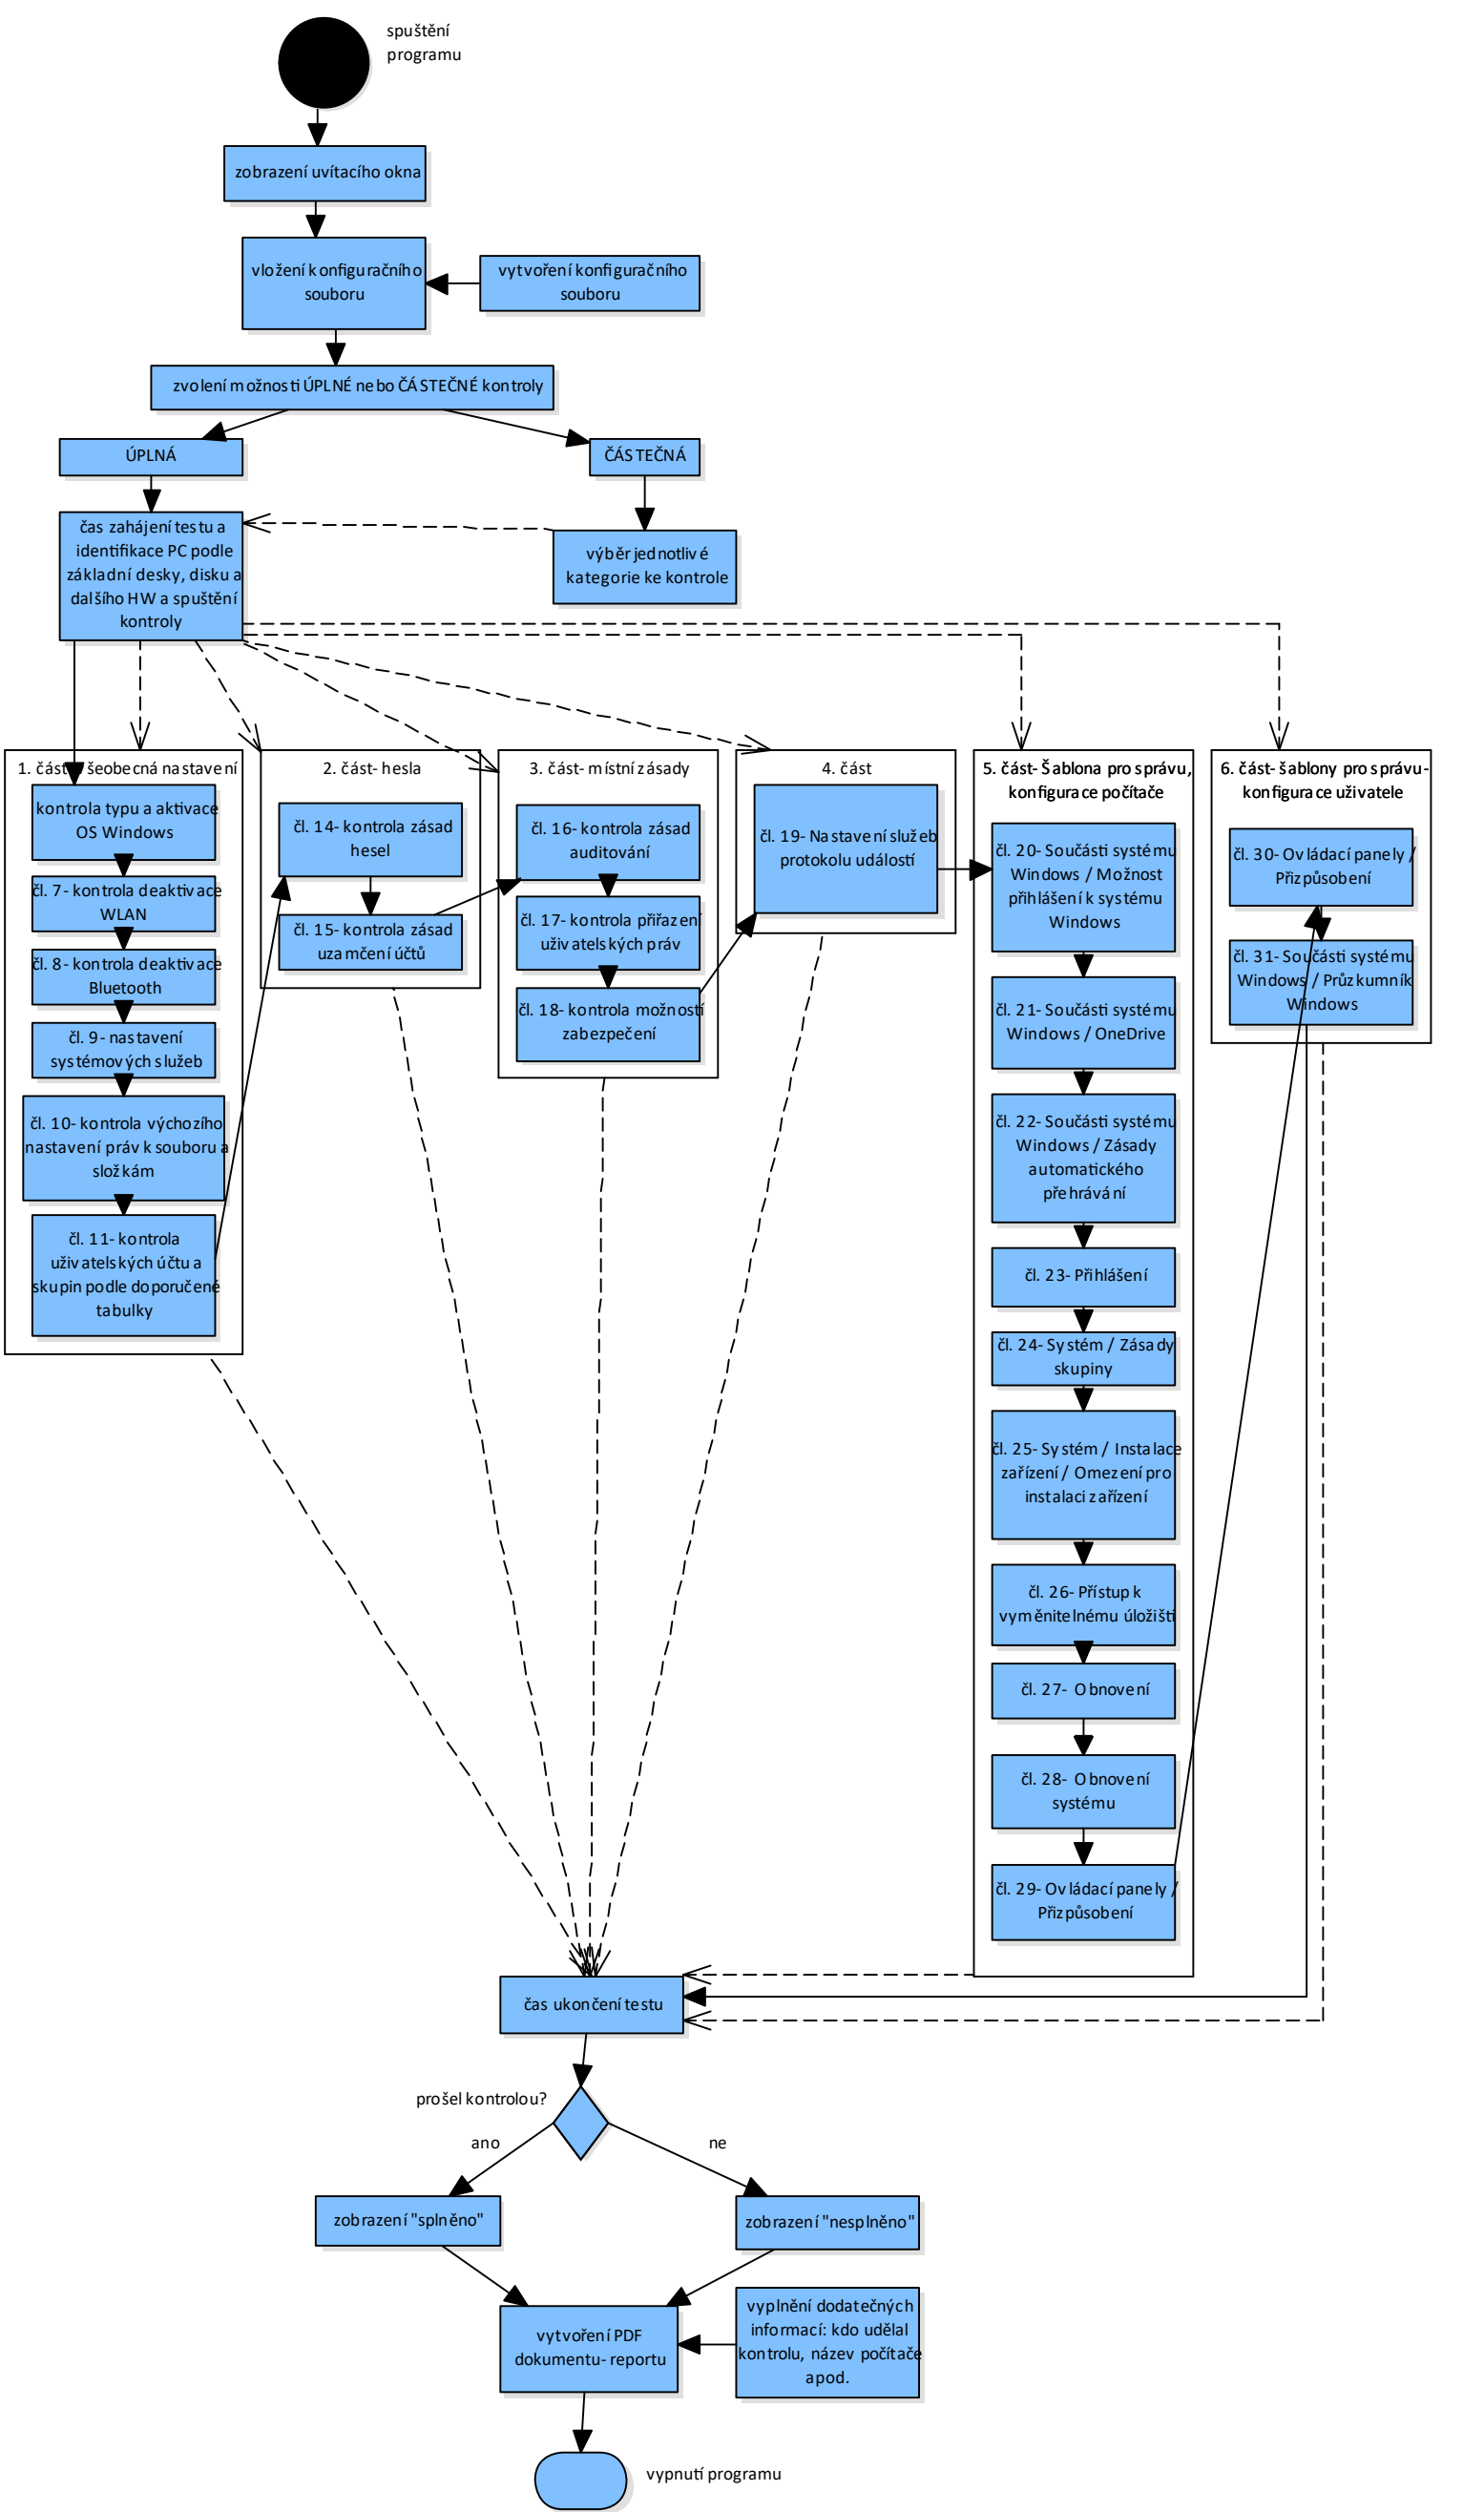 spuštění
programu
zobrazení uvítacího okna
vložení konfiguračního
souboru
vytvoření konfiguračního
souboru
zvolení možnosti ÚPLNÉ nebo ČÁSTEČNÉ kontroly
ÚPLNÁ
ČÁSTEČNÁ
čas zahájení testu a
identifikace PC podle
základní desky, disku a
dalšího HW a spuštění
kontroly
výběr jednotlivé
kategorie ke kontrole
1. část šeobecná nastavení
kontrola typu a aktivace
OS Windows
čl. 7- kontrola deaktivace
WLAN
čl. 8- kontrola deaktivace
Bluetooth
čl. 9- nastavení
systémových služeb
čl. 10- kontrola výchozího
nastavení práv k souboru a
složkám
čl. 11- kontrola
uživatelských účtu a
skupin podle doporučené
tabulky
2. část- hesla
čl. 14- kontrola zásad
hesel
čl. 15- kontrola zásad
uzamčení účtů
3. část- místní zásady
čl. 16- kontrola zásad
auditování
čl. 17- kontrola přiřazení
uživatelských práv
čl. 18- kontrola možností
zabezpečení
4. část
čl. 19- Nastavení služeb
protokolu událostí
5. část- Šablona pro správu,
konfigurace počítače
čl. 20- Součásti systému
Windows / Možnost
přihlášení k systému
Windows
čl. 21- Součásti systému
Windows / OneDrive
čl. 22- Součásti systému
Windows / Zásady
automatického
přehrávání
čl. 23- Přihlášení
čl. 24- Systém / Zásady
skupiny
čl. 25- Systém / Instalace
zařízení / Omezení pro
instalaci zařízení
čl. 26- Přístup k
vyměnitelnému úložišti
čl. 27- Obnovení
čl. 28- Obnovení
systému
čl. 29- Ovládací panely /
Přizpůsobení
6. část- šablony pro správu-
konfigurace uživatele
čl. 30- Ovládací panely /
Přizpůsobení
čl. 31- Součásti systému
Windows / Průzkumník
Windows
čas ukončení testu
prošel kontrolou?
ano
ne
zobrazení "splněno"
zobrazení "nesplněno"
vytvoření PDF
dokumentu- reportu
vyplnění dodatečných
informací: kdo udělal
kontrolu, název počítače
apod.
vypnutí programu